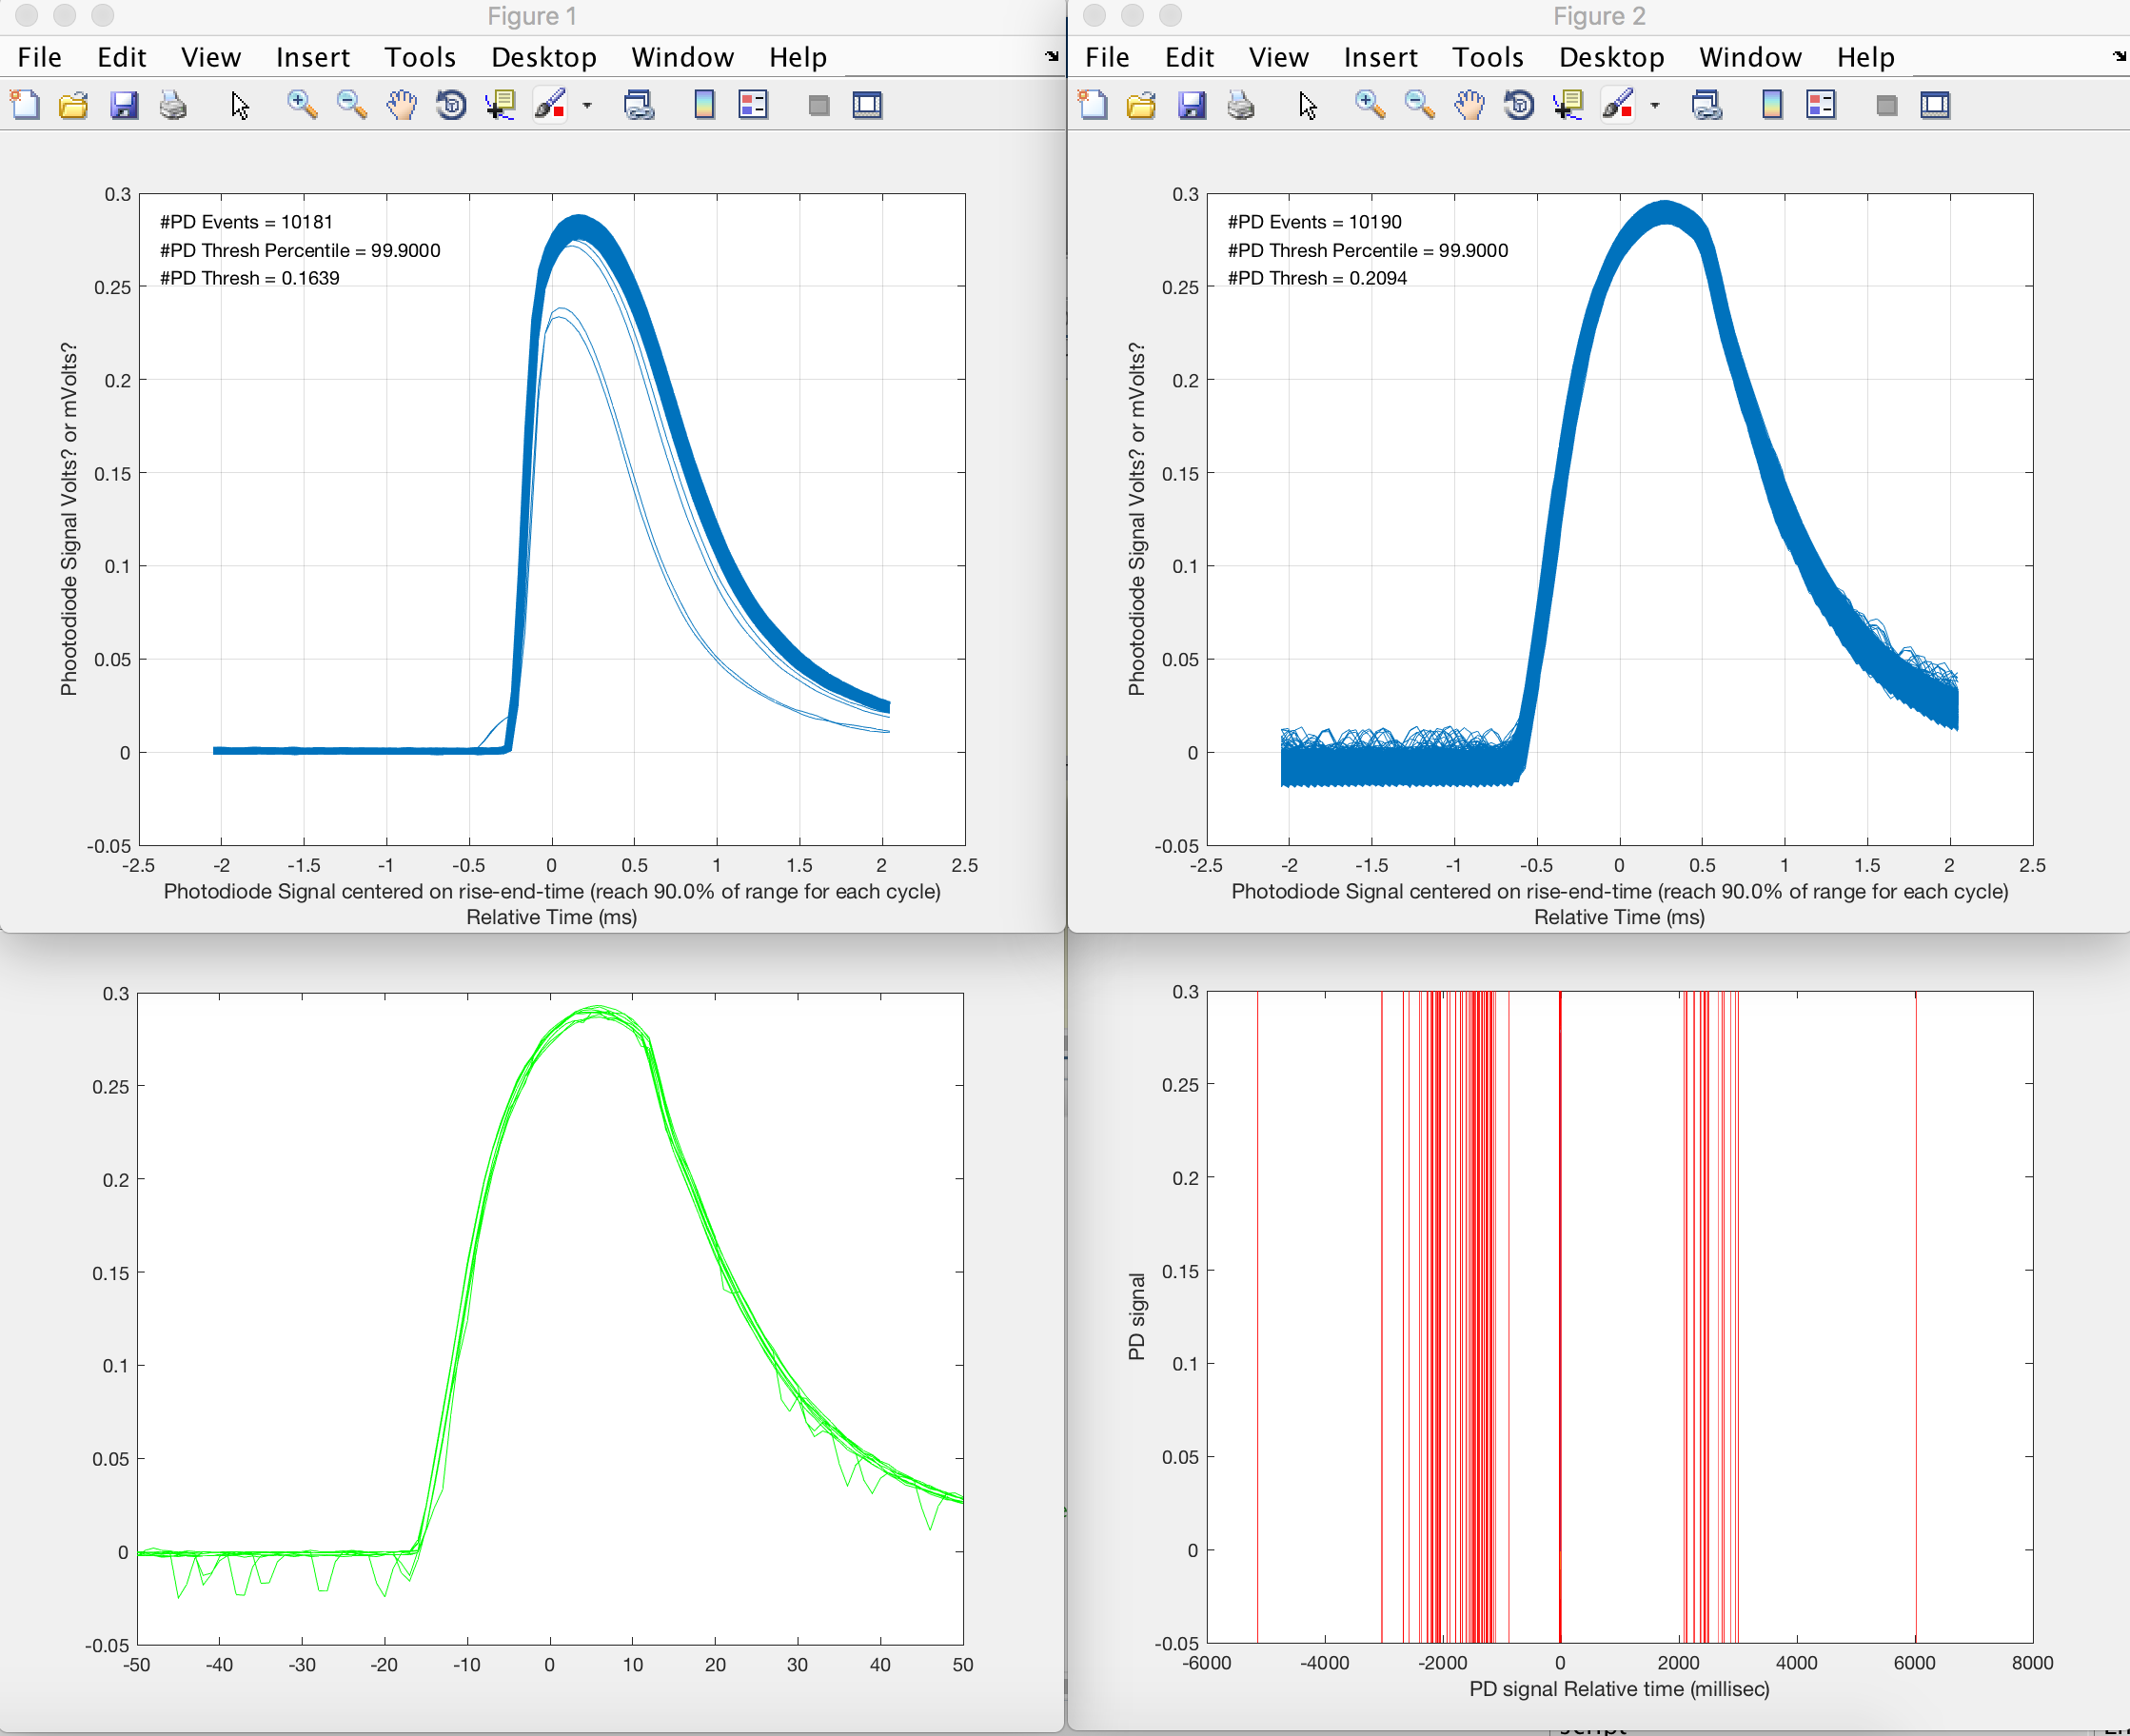 Figure 1
File Edit View Insert Tools Desktop Window Help
0.3
0.25
0.2
0.15
0.1
0.05
0
-0.05
#PD Events = 10181
#PD Thresh Percentile = 99.9000
#PD Thresh = 0.1639
Phootodiode Signal Volts? or mVolts?
-2.5 -2 -1.5 -1 -0.5 0 0.5 1 1.5 2 2.5
Photodiode Signal centered on rise-end-time (reach 90.0% of range for each cycle)
Relative Time (ms)
Figure 2
File Edit View Insert Tools Desktop Window Help
0.3
0.25
0.2
0.15
0.1
0.05
0
-0.05
#PD Events = 10190
#PD Thresh Percentile = 99.9000
#PD Thresh = 0.2094
Phootodiode Signal Volts? or mVolts?
-2.5 -2 -1.5 -1 -0.5 0 0.5 1 1.5 2 2.5
Photodiode Signal centered on rise-end-time (reach 90.0% of range for each cycle)
Relative Time (ms)
0.3
0.25
0.2
0.15
0.1
0.05
0
-0.05
-50 -40 -30 -20 -10 0 10 20 30 40 50
0.3
0.25
0.2
0.15
0.1
0.05
0
-0.05
PD signal
-6000 -4000 -2000 0 2000 4000 6000 8000
PD signal Relative time (millisec)